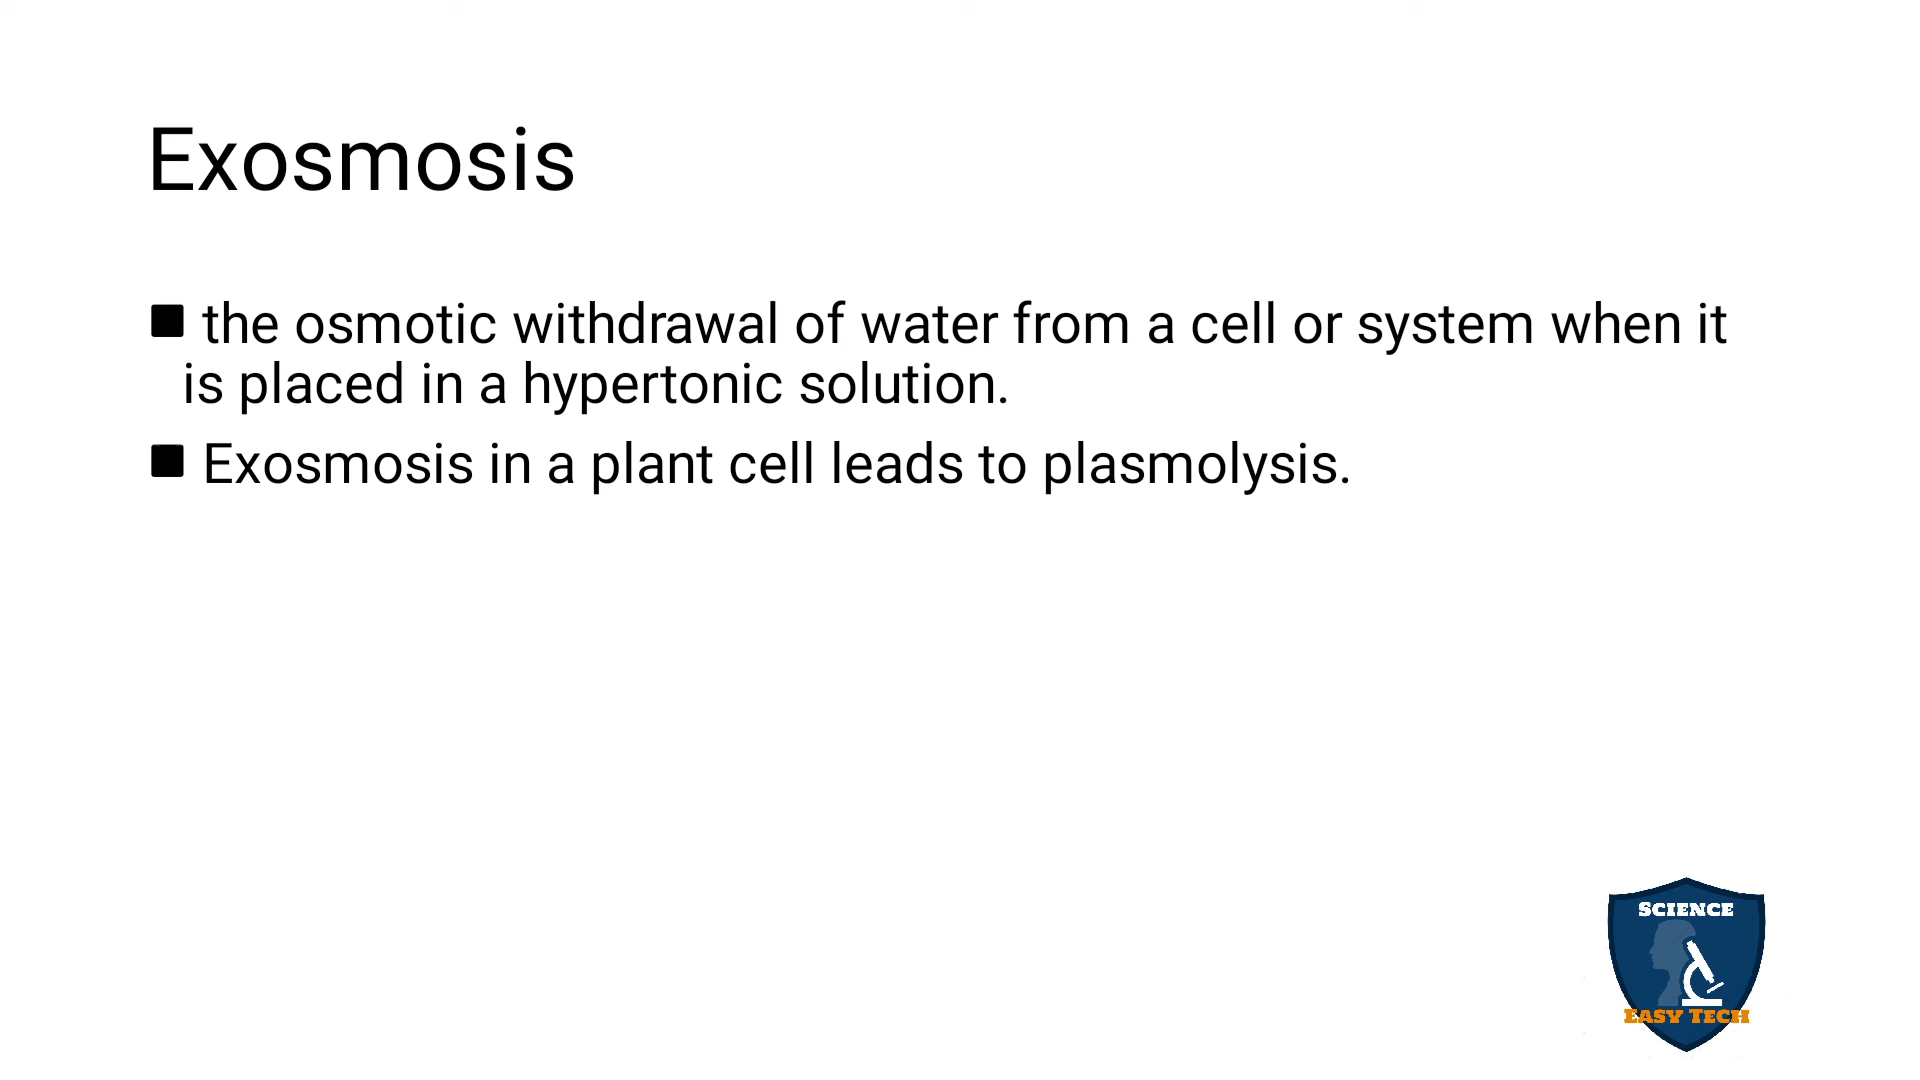 Exosmosis
■ the osmotic withdrawal of water from a cell or system when it
is placed in a hypertonic solution.
■ Exosmosis in a plant cell leads to plasmolysis.
SCIENCE
EASY TECH